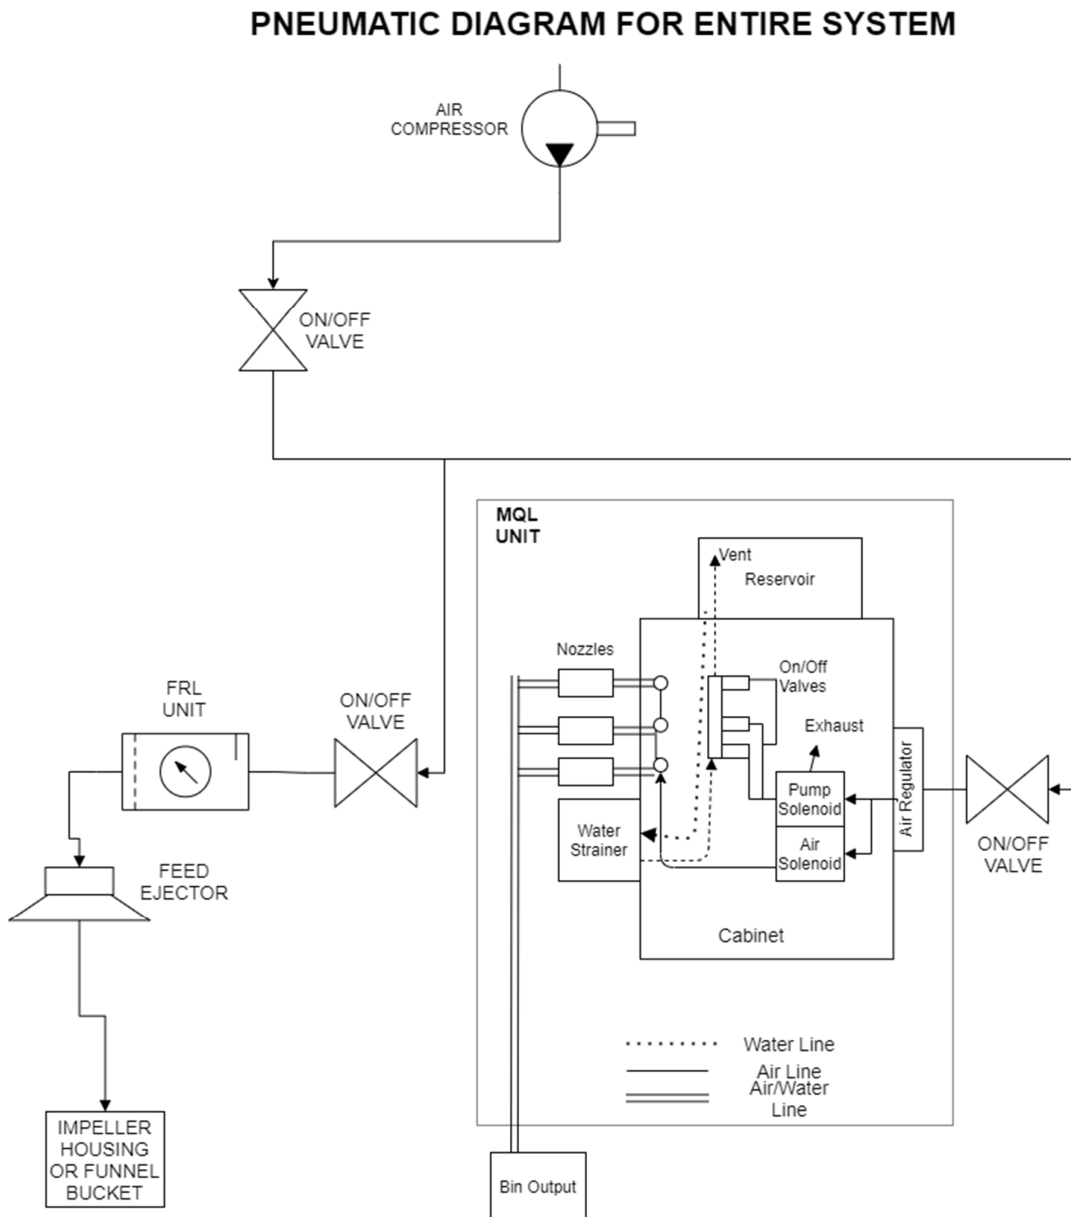 PNEUMATIC DIAGRAM FOR ENTIRE SYSTEM
AIR
COMPRESSOR
ON/OFF
VALVE
MQL
UNIT
Vent
Reservoir
Nozzles
On/Off
Valves
Exhaust
FRL
UNIT
ON/OFF
VALVE
Pump
Solenoid
Air Regulator
Water
Strainer
Air
Solenoid
ON/OFF
VALVE
FEED
EJECTOR
Cabinet
Water Line
Air Line
Air/Water
Line
IMPELLER
HOUSING
OR FUNNEL
BUCKET
Bin Output